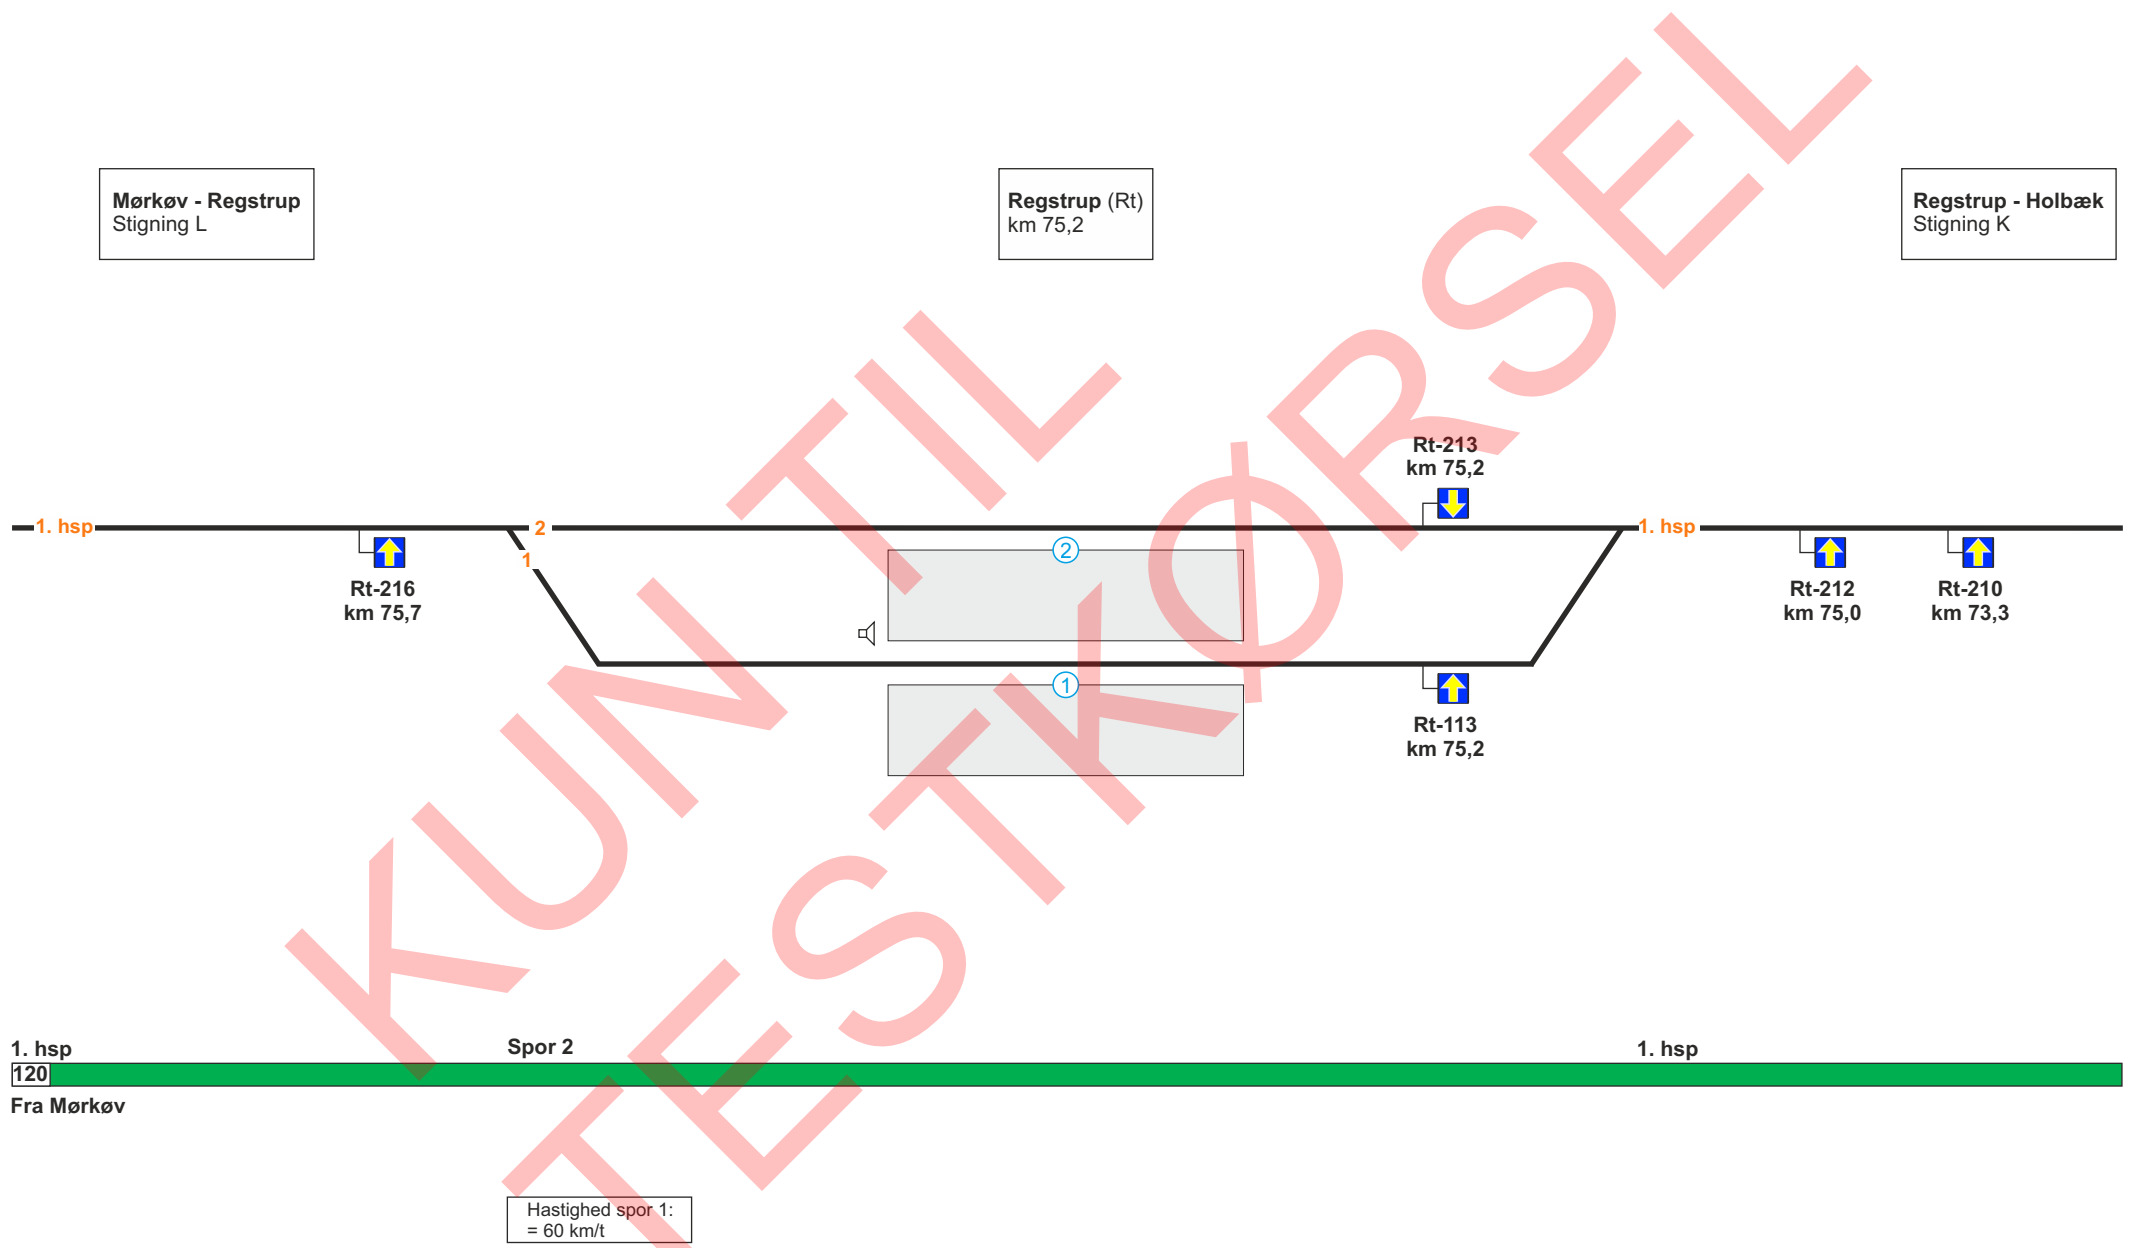 Mørkøv - Regstrup
Stigning L
Regstrup (Rt)
km 75,2
Regstrup - Holbæk
Stigning K
Rt-213
km 75,2
1. hsp
2
1. hsp
1
2
Rt-216
km 75,7
Rt-212
km 75,0
Rt-210
km 73,3
1
Rt-113
km 75,2
KUN TIL
TESTKØRSEL
1. hsp
Spor 2
1. hsp
120
Fra Mørkøv
Hastighed spor 1:
= 60 km/t